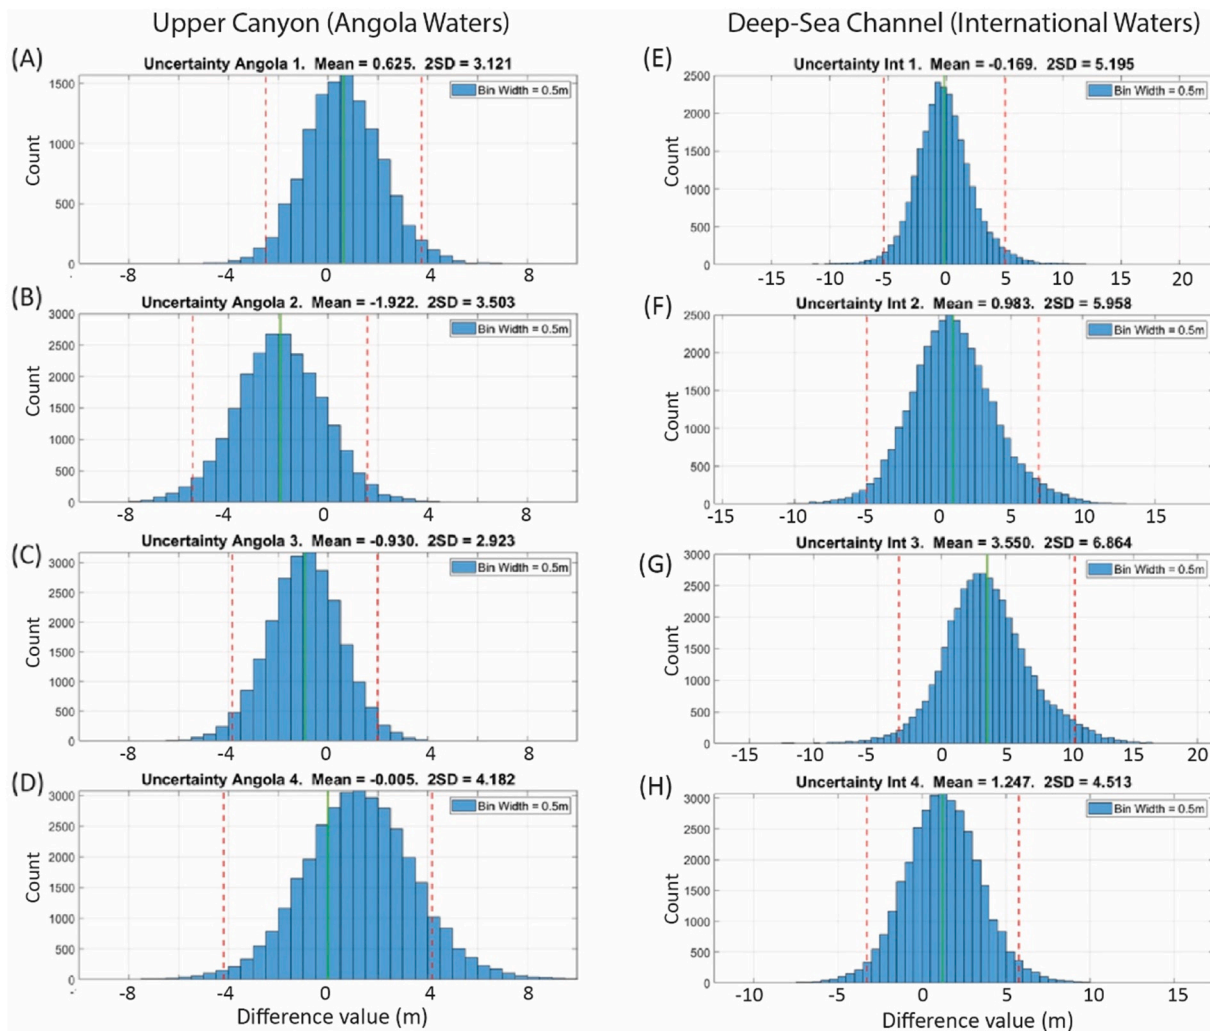 Upper Canyon (Angola Waters)
Deep-Sea Channel (International Waters)
(A)
Uncertainty Angola 1. Mean = 0.625. 2SD = 3.121
Bin Width = 0.5m
Count
1500
1000
500
0
-8 -4 0 4 8
(B)
Uncertainty Angola 2. Mean = -1.922. 2SD = 3.503
Bin Width = 0.5m
Count
3000
2500
2000
1500
1000
500
0
-8 -4 0 4 8
(C)
Uncertainty Angola 3. Mean = -0.930. 2SD = 2.923
Bin Width = 0.5m
Count
3000
2500
2000
1500
1000
500
0
-8 -4 0 4 8
(D)
Uncertainty Angola 4. Mean = -0.005. 2SD = 4.182
Bin Width = 0.5m
Count
3000
2500
2000
1500
1000
500
0
-8 -4 0 4 8
Difference value (m)
(E)
Uncertainty Int 1. Mean = -0.169. 2SD = 5.195
Bin Width = 0.5m
Count
2500
2000
1500
1000
500
0
-15 -10 -5 0 5 10 15 20
(F)
Uncertainty Int 2. Mean = 0.983. 2SD = 5.958
Bin Width = 0.5m
Count
2500
2000
1500
1000
500
0
-15 -10 -5 0 5 10 15
(G)
Uncertainty Int 3. Mean = 3.550. 2SD = 6.864
Bin Width = 0.5m
Count
3000
2500
2000
1500
1000
500
0
-15 -10 -5 0 5 10 15 20
(H)
Uncertainty Int 4. Mean = 1.247. 2SD = 4.513
Bin Width = 0.5m
Count
3000
2500
2000
1500
1000
500
0
-10 -5 0 5 10 15
Difference value (m)